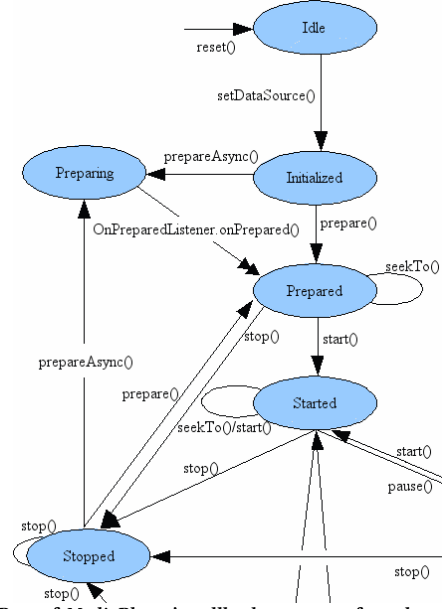 Idle
reset()
setDataSource()
prepareAsync()
Preparing
Initialized
prepare()
OnPreparedListener.onPrepared()
seekTo()
Prepared
stop()
start()
prepareAsync()
prepare()
Started
seekTo()/start()
start()
stop()
pause()
stop()
Stopped
stop()
stop()